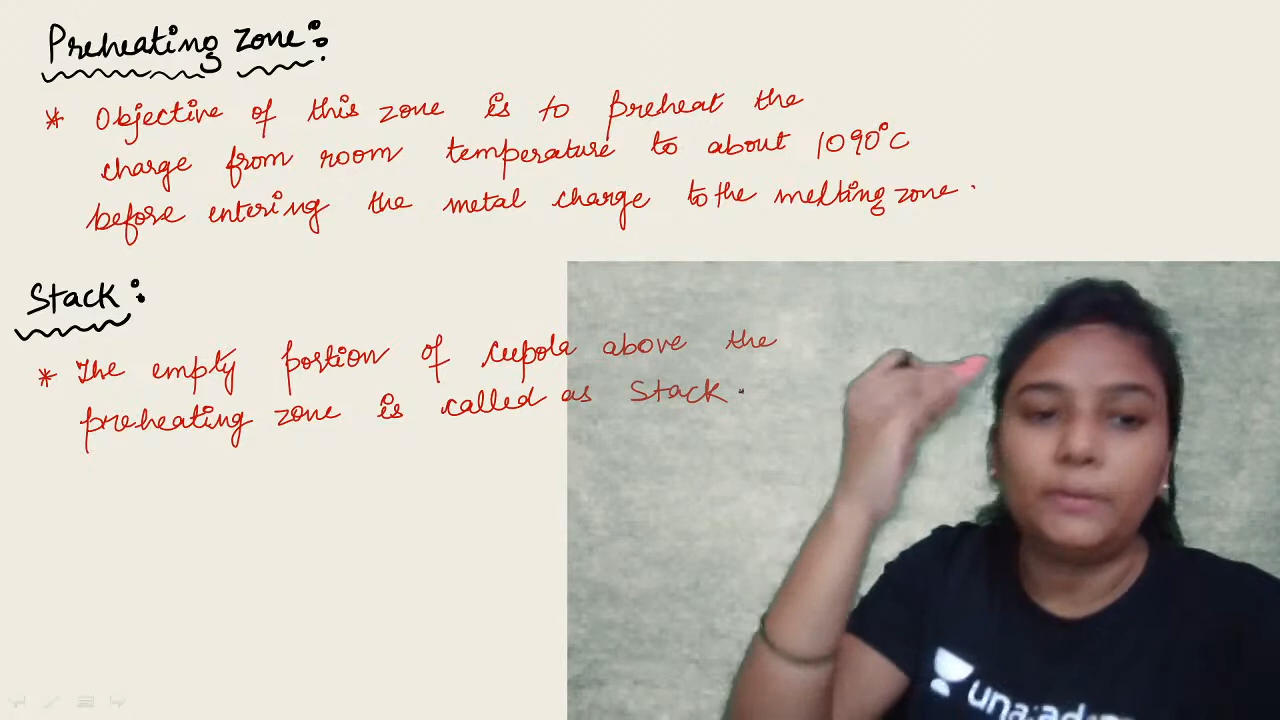 Preheating zone:
* Objective of this zone is to preheat the
charge from room temperature to about 1090°C
before entering the metal charge to the melting zone.
Stack:
* The empty portion of cupola above the
preheating zone is called as Stack.